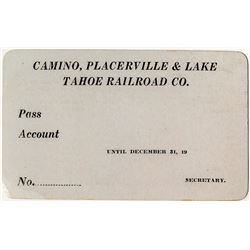 CAMINO, PLACERVILLE & LAKE
TAHOE RAILROAD CO.
Pass
Account
UNTIL DECEMBER 31, 19
No.............. SECRETARY.